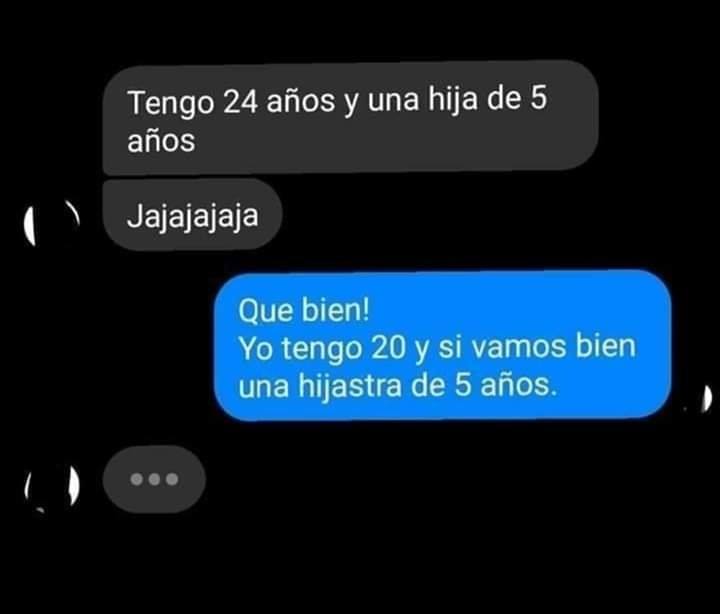 Tengo 24 años y una hija de 5
años
Jajajajaja
Que bien!
Yo tengo 20 y si vamos bien
una hijastra de 5 años.